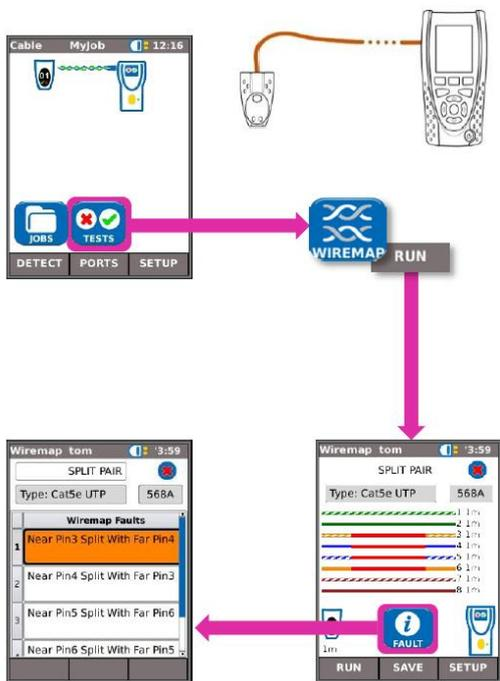 Cable MyJob 12:16
01
JOBS TESTS
DETECT PORTS SETUP
WIREMAP
RUN
Wiremap tom '3:59
SPLIT PAIR
Type: Cat5e UTP 568A
Wiremap Faults
1 Near Pin3 Split With Far Pin4
2 Near Pin4 Split With Far Pin3
3 Near Pin5 Split With Far Pin6
Near Pin6 Split With Far Pin5
Wiremap tom '3:59
SPLIT PAIR
Type: Cat5e UTP 568A
1 1m
2 1m
3 1m
4 1m
5 1m
6 1m
7 1m
8 1m
1m
FAULT
RUN SAVE SETUP